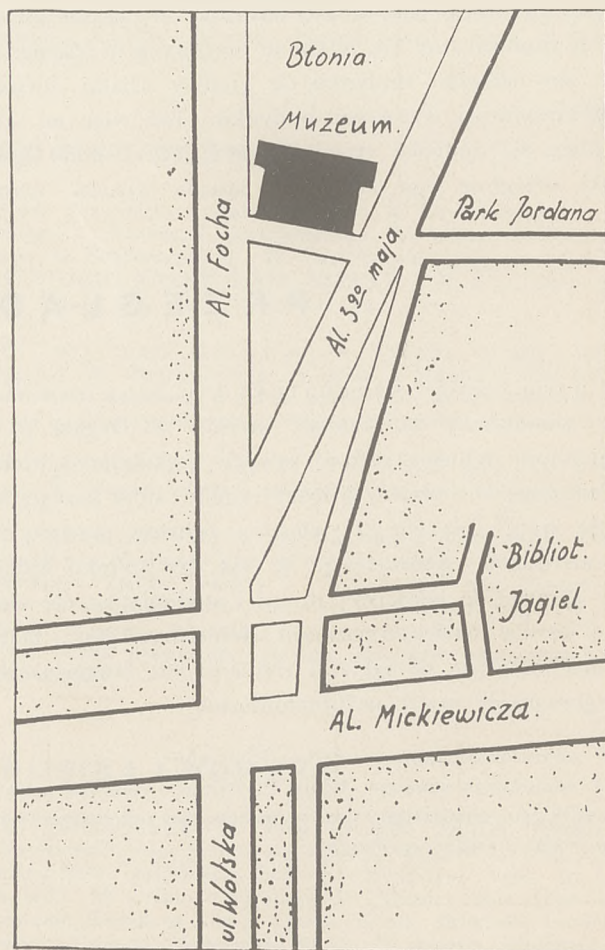 Błonia.
Muzeum.
Park Jordana
Al. Focha
Al. 3go maja.
Bibliot.
Jagiel.
AL. Mickiewicza.
ul. Wolska